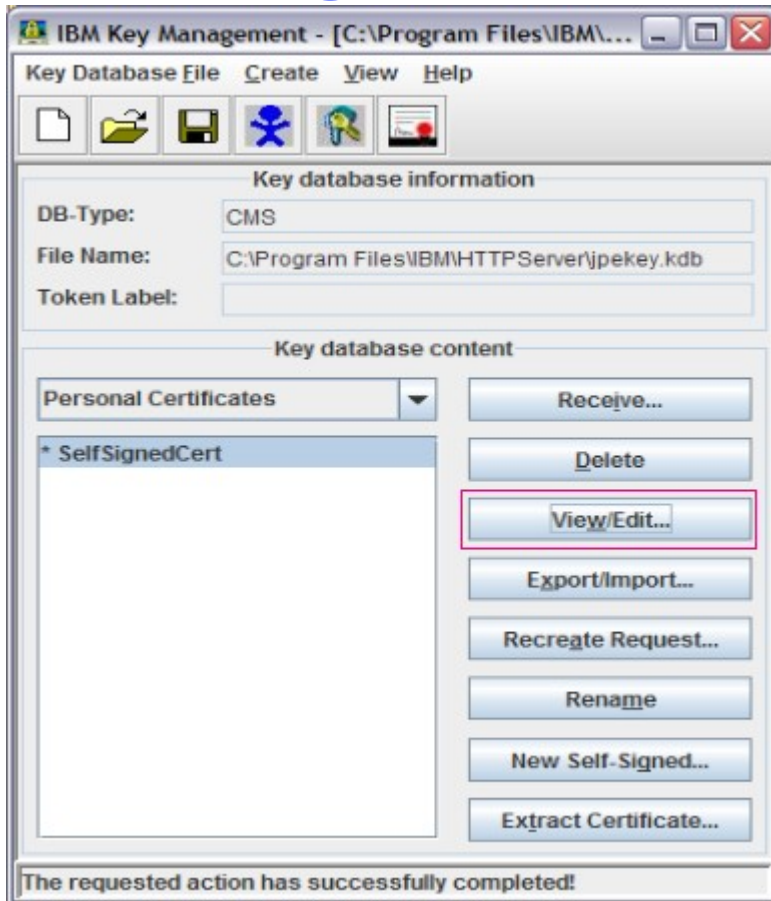 IBM Key Management - [C:\Program Files\IBM\...
Key Database File Create View Help
Key database information
DB-Type: CMS
File Name: C:\Program Files\IBM\HTTPServer\jpekey.kdb
Token Label:
Key database content
Personal Certificates
Receive...
* SelfSignedCert
Delete
View/Edit...
Export/Import...
Recreate Request...
Rename
New Self-Signed...
Extract Certificate...
The requested action has successfully completed!